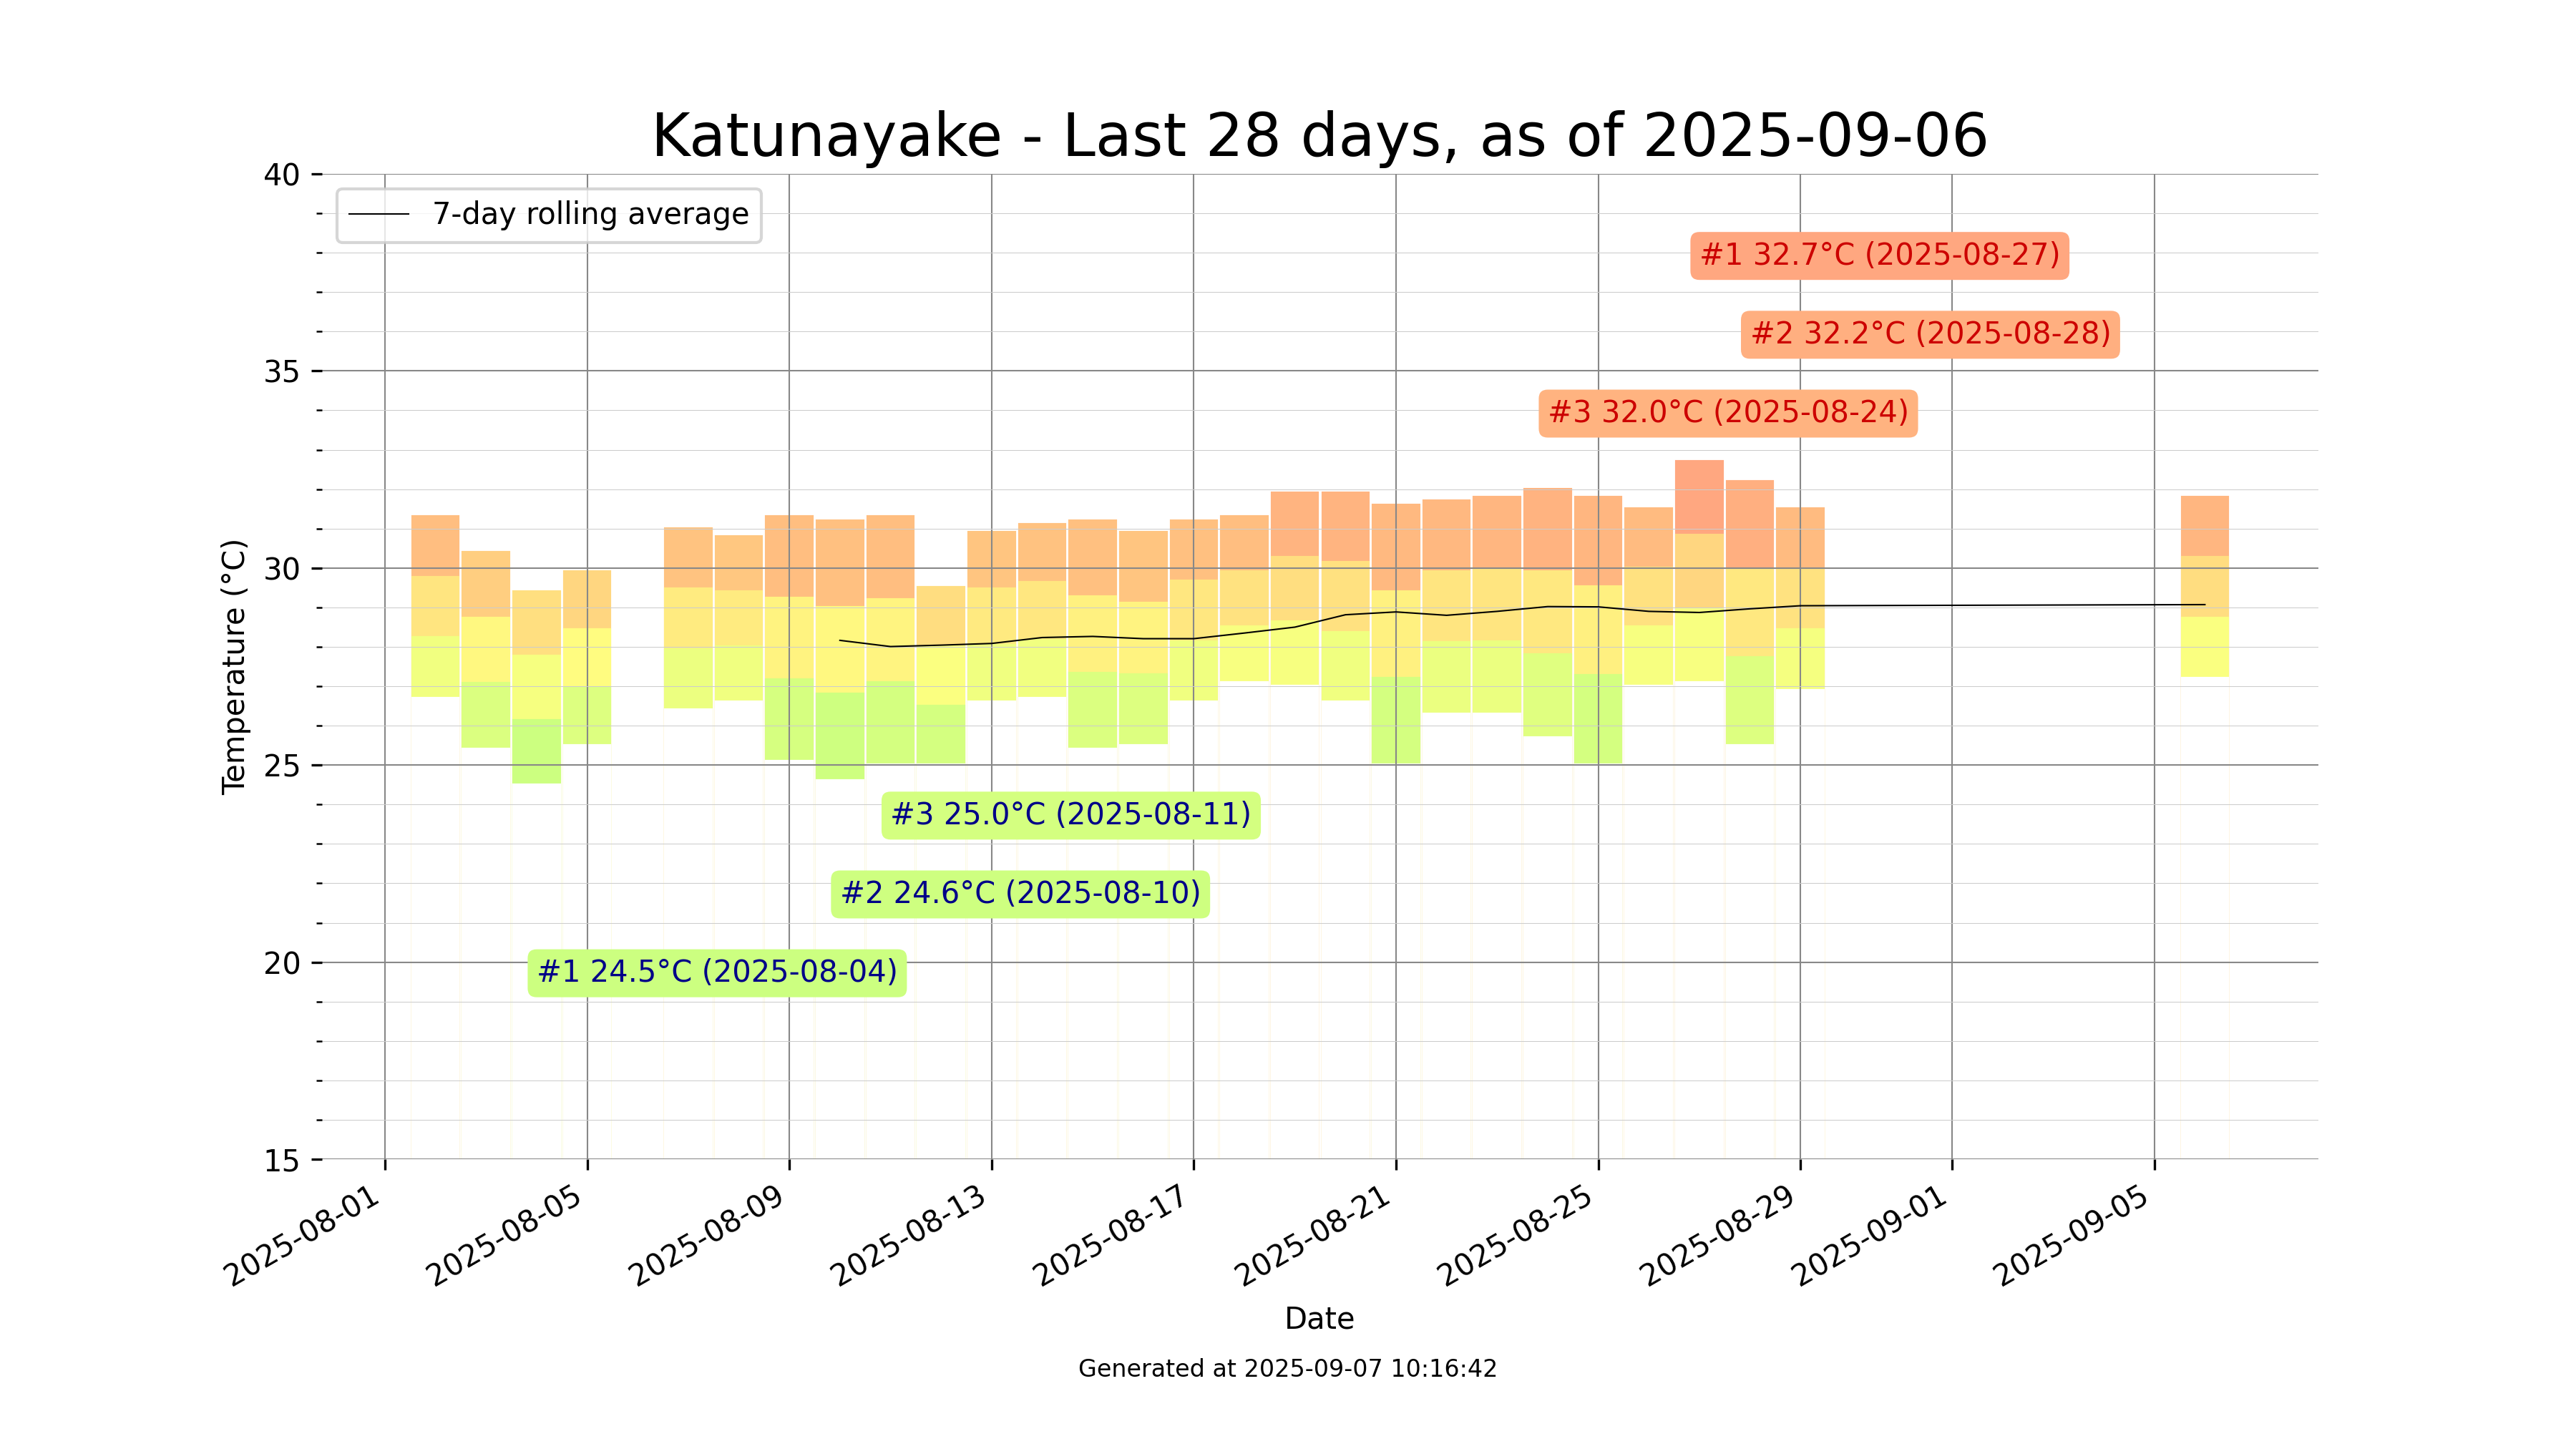 Katunayake - Last 28 days, as of 2025-09-06
40
7-day rolling average
#1 32.7°C (2025-08-27)
#2 32.2°C (2025-08-28)
35
#3 32.0°C (2025-08-24)
30
Temperature (°C)
25
#3 25.0°C (2025-08-11)
#2 24.6°C (2025-08-10)
20
#1 24.5°C (2025-08-04)
15
2025-08-01
2025-08-05
2025-08-09
2025-08-13
2025-08-17
2025-08-21
2025-08-25
2025-08-29
2025-09-01
2025-09-05
Date
Generated at 2025-09-07 10:16:42